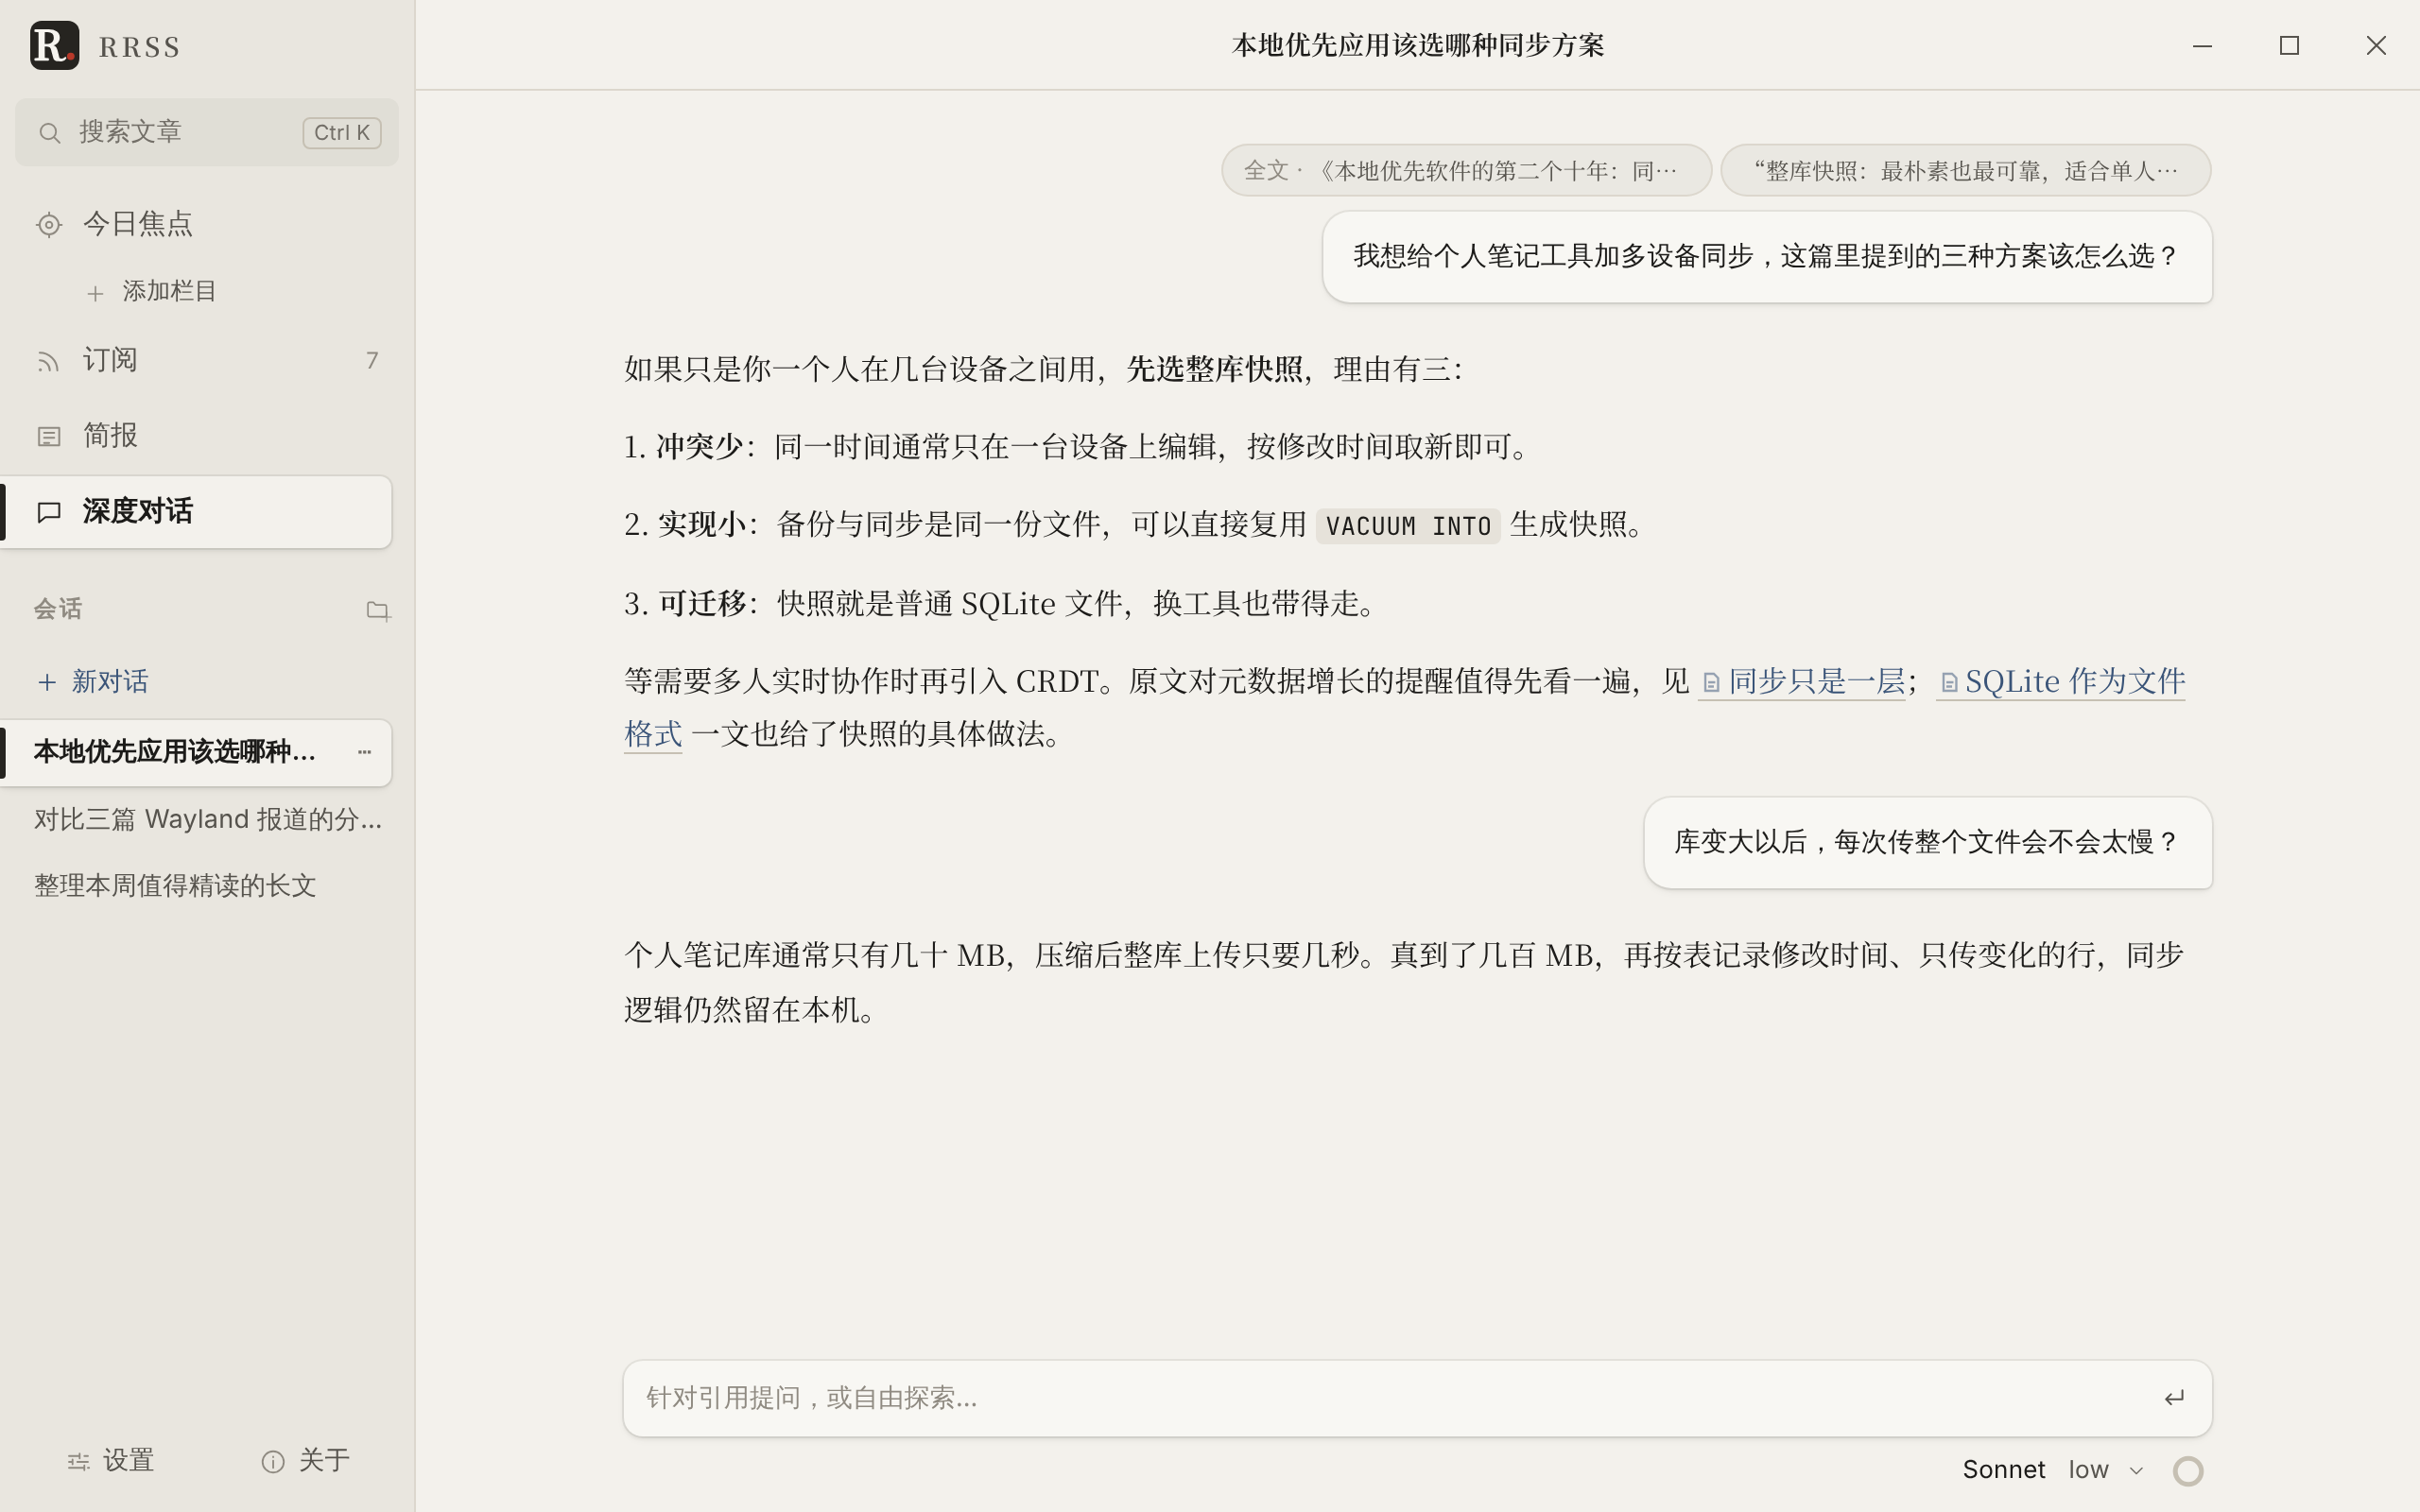 R.
RRSS
搜索文章
Ctrl K
今日焦点
添加栏目
订阅
7
简报
深度对话
会话
新对话
本地优先应用该选哪种...
对比三篇 Wayland 报道的分...
整理本周值得精读的长文
设置
关于
本地优先应用该选哪种同步方案
全文 · 《本地优先软件的第二个十年：同…
“整库快照：最朴素也最可靠，适合单人…
我想给个人笔记工具加多设备同步，这篇里提到的三种方案该怎么选？
如果只是你一个人在几台设备之间用，先选整库快照，理由有三：
1. 冲突少：同一时间通常只在一台设备上编辑，按修改时间取新即可。
2. 实现小：备份与同步是同一份文件，可以直接复用 VACUUM INTO 生成快照。
3. 可迁移：快照就是普通 SQLite 文件，换工具也带得走。
等需要多人实时协作时再引入 CRDT。原文对元数据增长的提醒值得先看一遍，见 同步只是一层；SQLite 作为文件
格式 一文也给了快照的具体做法。
库变大以后，每次传整个文件会不会太慢？
个人笔记库通常只有几十 MB，压缩后整库上传只要几秒。真到了几百 MB，再按表记录修改时间、只传变化的行，同步
逻辑仍然留在本机。
针对引用提问，或自由探索...
Sonnet low